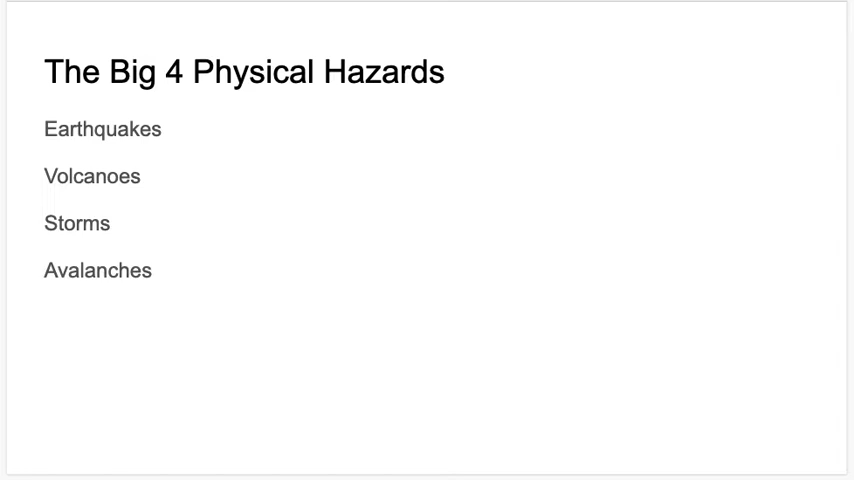 The Big 4 Physical Hazards
Earthquakes
Volcanoes
Storms
Avalanches